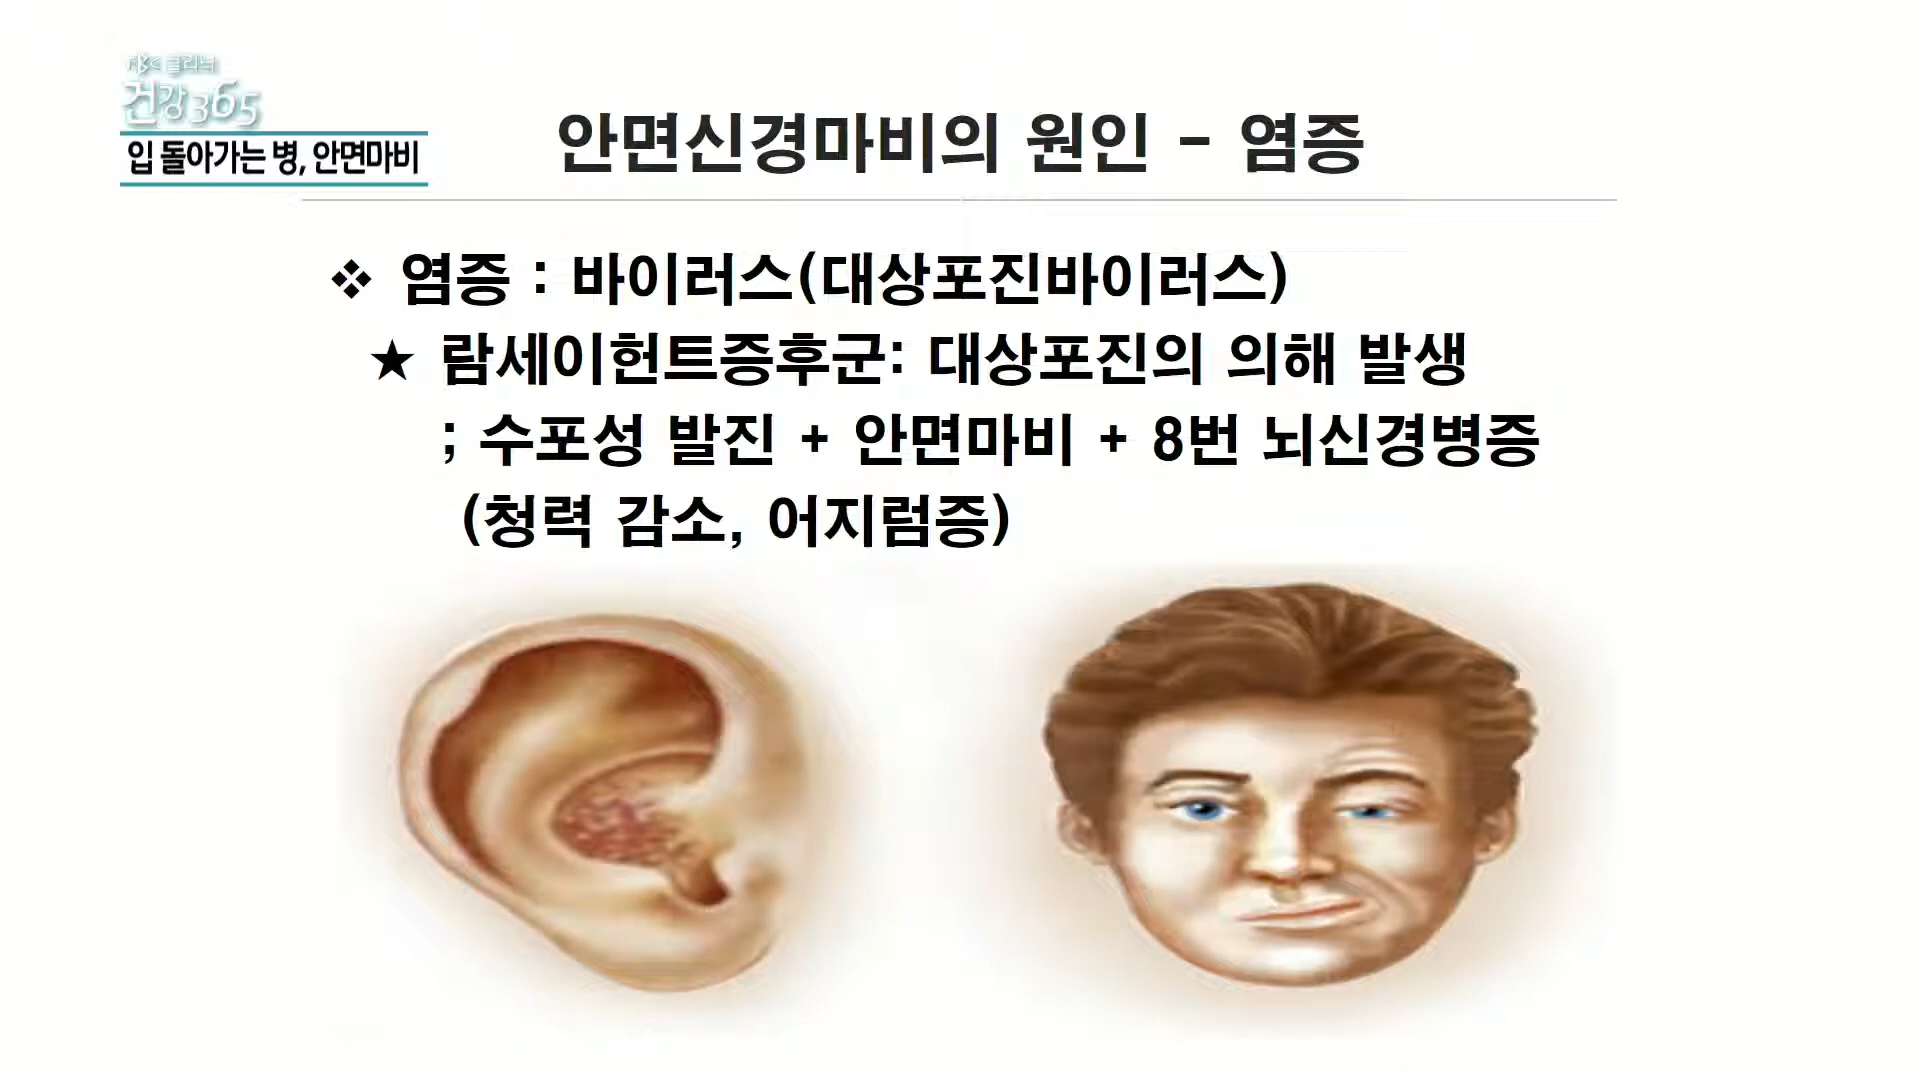 클리닉
건강365
입 돌아가는 병, 안면마비
안면신경마비의 원인 - 염증
❖ 염증 : 바이러스(대상포진바이러스)
★ 람세이헌트증후군: 대상포진의 의해 발생
; 수포성 발진 + 안면마비 + 8번 뇌신경병증
(청력 감소, 어지럼증)